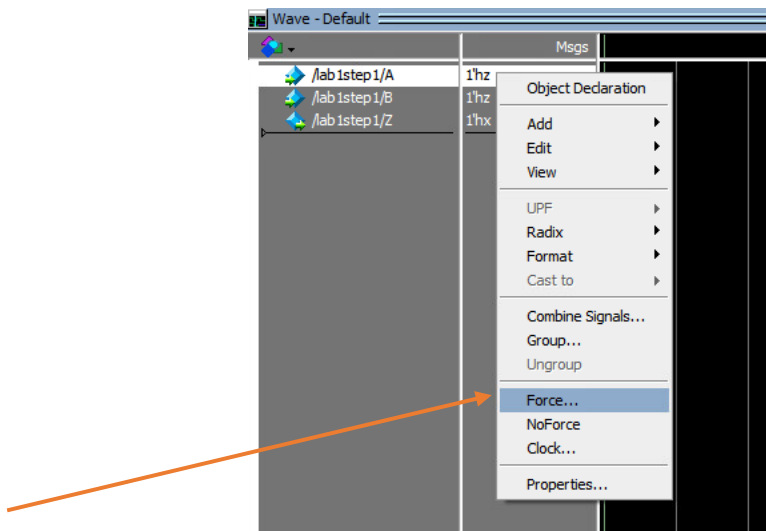 Wave - Default
Msgs
/lab1step1/A 1'hz
/lab1step1/B 1'hz
/lab1step1/Z 1'hx
Object Declaration
Add
Edit
View
UPF
Radix
Format
Cast to
Combine Signals...
Group...
Ungroup
Force...
NoForce
Clock...
Properties...